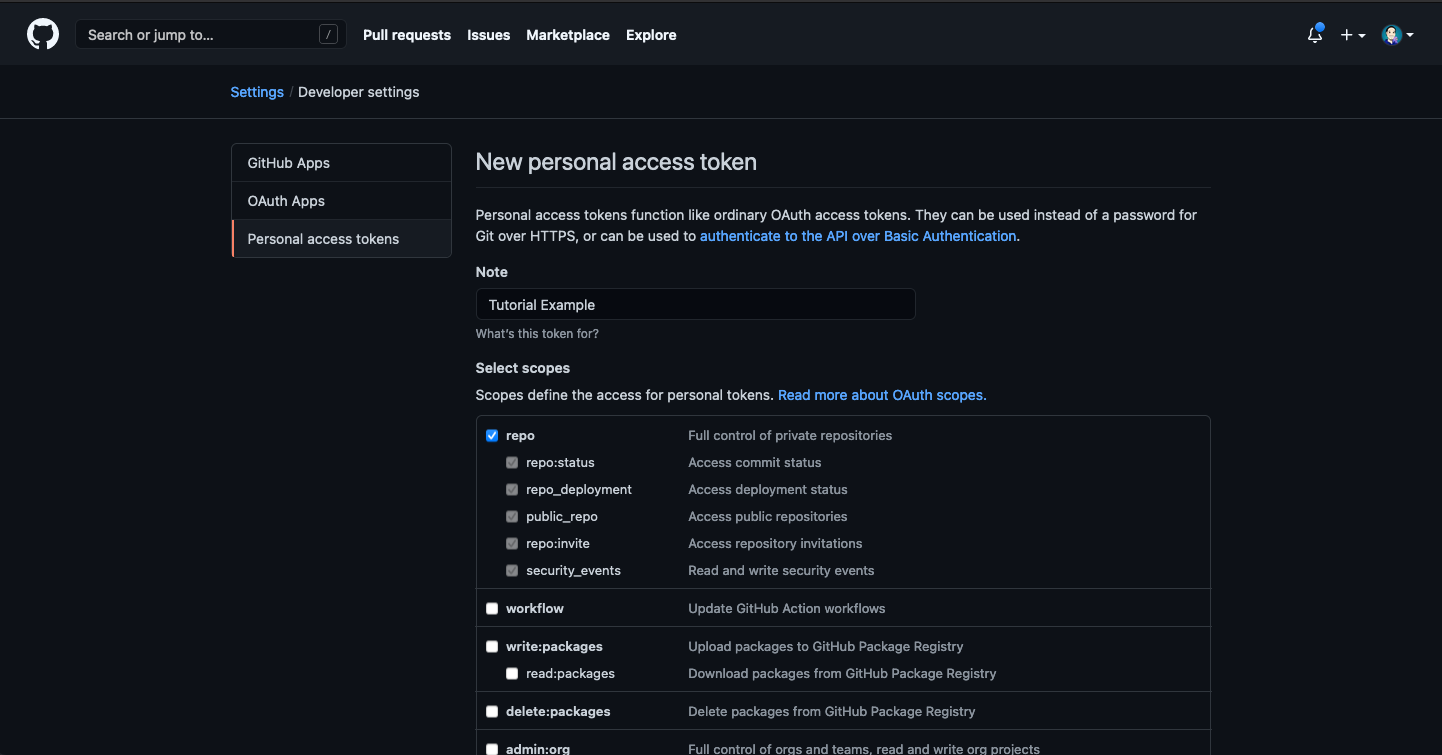 Search or jump to... /
Pull requests Issues Marketplace Explore
Settings / Developer settings
GitHub Apps
OAuth Apps
Personal access tokens
New personal access token
Personal access tokens function like ordinary OAuth access tokens. They can be used instead of a password for
Git over HTTPS, or can be used to authenticate to the API over Basic Authentication.
Note
Tutorial Example
What's this token for?
Select scopes
Scopes define the access for personal tokens. Read more about OAuth scopes.
repo Full control of private repositories
repo:status Access commit status
repo_deployment Access deployment status
public_repo Access public repositories
repo:invite Access repository invitations
security_events Read and write security events
workflow Update GitHub Action workflows
write:packages Upload packages to GitHub Package Registry
read:packages Download packages from GitHub Package Registry
delete:packages Delete packages from GitHub Package Registry
admin:org Full control of orgs and teams, read and write org projects